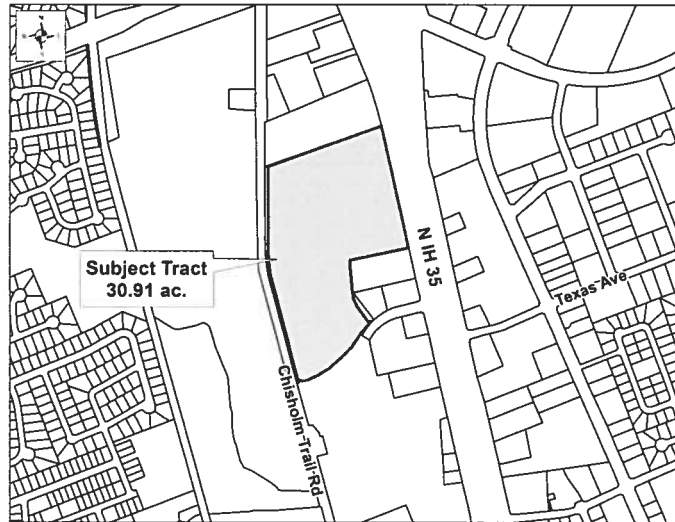 Subject Tract
30.91 ac.
N IH 35
Texas Ave
Chisholm Trail Rd